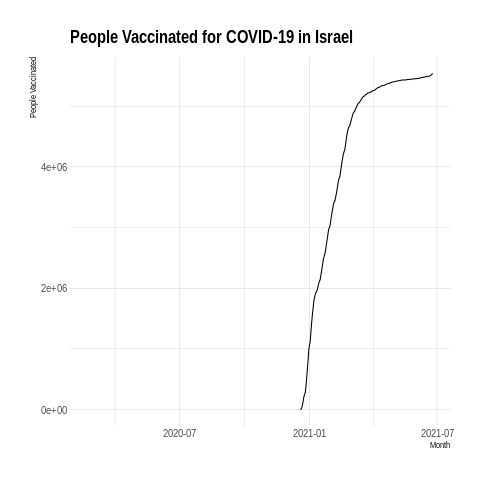 People Vaccinated for COVID-19 in Israel
People Vaccinated
4e+06
2e+06
0e+00
2020-07
2021-01
2021-07
Month